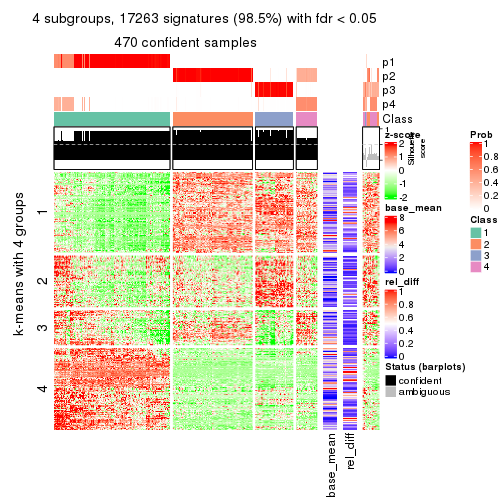 4 subgroups, 17263 signatures (98.5%) with fdr < 0.05
470 confident samples
p1
p2
p3
p4
Class
1
Silhouette
score
k-means with 4 groups
1
2
3
4
base_mean
rel_diff
z-score
2
1
0
-1
-2
base_mean
8
6
4
2
0
rel_diff
1
0.8
0.6
0.4
0.2
0
Status (barplots)
confident
ambiguous
Prob
1
0.8
0.6
0.4
0.2
0
Class
1
2
3
4